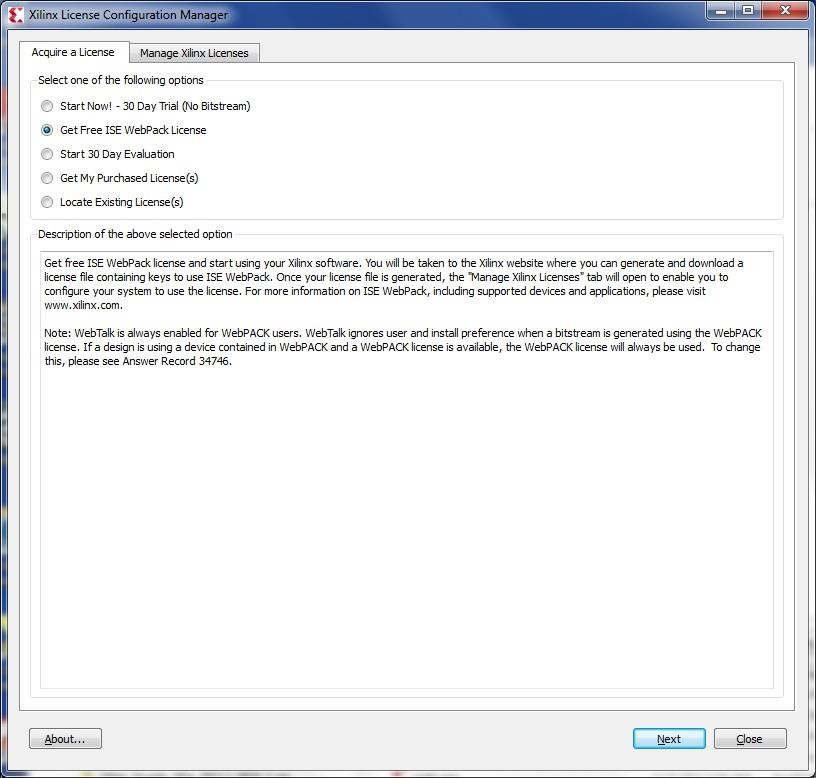 Xilinx License Configuration Manager
Acquire a License
Manage Xilinx Licenses
Select one of the following options
Start Now! - 30 Day Trial (No Bitstream)
Get Free ISE WebPack License
Start 30 Day Evaluation
Get My Purchased License(s)
Locate Existing License(s)
Description of the above selected option
Get free ISE WebPack license and start using your Xilinx software. You will be taken to the Xilinx website where you can generate and download a
license file containing keys to use ISE WebPack. Once your license file is generated, the "Manage Xilinx Licenses" tab will open to enable you to
configure your system to use the license. For more information on ISE WebPack, including supported devices and applications, please visit
www.xilinx.com.
Note: WebTalk is always enabled for WebPACK users. WebTalk ignores user and install preference when a bitstream is generated using the WebPACK
license. If a design is using a device contained in WebPACK and a WebPACK license is available, the WebPACK license will always be used.  To change
this, please see Answer Record 34746.
About...
Next
Close